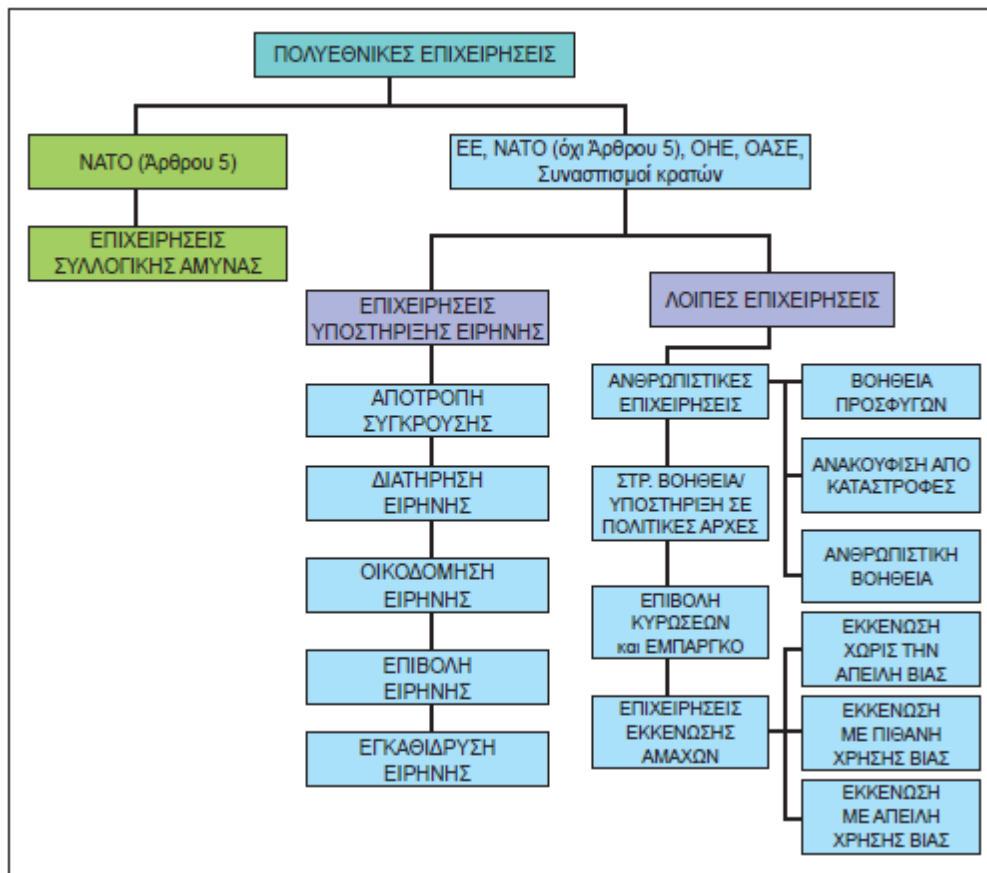 ΠΟΛΥΕΘΝΙΚΕΣ ΕΠΙΧΕΙΡΗΣΕΙΣ
ΝΑΤΟ (Άρθρου 5)
ΕΠΙΧΕΙΡΗΣΕΙΣ
ΣΥΛΛΟΓΙΚΗΣ ΑΜΥΝΑΣ
ΕΕ, ΝΑΤΟ (όχι Άρθρου 5), ΟΗΕ, ΟΑΣΕ,
Συνασπισμοί κρατών
ΕΠΙΧΕΙΡΗΣΕΙΣ
ΥΠΟΣΤΗΡΙΞΗΣ ΕΙΡΗΝΗΣ
ΑΠΟΤΡΟΠΗ
ΣΥΓΚΡΟΥΣΗΣ
ΔΙΑΤΗΡΗΣΗ
ΕΙΡΗΝΗΣ
ΟΙΚΟΔΟΜΗΣΗ
ΕΙΡΗΝΗΣ
ΕΠΙΒΟΛΗ
ΕΙΡΗΝΗΣ
ΕΓΚΑΘΙΔΡΥΣΗ
ΕΙΡΗΝΗΣ
ΛΟΙΠΕΣ ΕΠΙΧΕΙΡΗΣΕΙΣ
ΑΝΘΡΩΠΙΣΤΙΚΕΣ
ΕΠΙΧΕΙΡΗΣΕΙΣ
ΒΟΗΘΕΙΑ
ΠΡΟΣΦΥΓΩΝ
ΑΝΑΚΟΥΦΙΣΗ ΑΠΟ
ΚΑΤΑΣΤΡΟΦΕΣ
ΑΝΘΡΩΠΙΣΤΙΚΗ
ΒΟΗΘΕΙΑ
ΣΤΡ. ΒΟΗΘΕΙΑ/
ΥΠΟΣΤΗΡΙΞΗ ΣΕ
ΠΟΛΙΤΙΚΕΣ ΑΡΧΕΣ
ΕΠΙΒΟΛΗ
ΚΥΡΩΣΕΩΝ
και ΕΜΠΑΡΓΚΟ
ΕΠΙΧΕΙΡΗΣΕΙΣ
ΕΚΚΕΝΩΣΗΣ
ΑΜΑΧΩΝ
ΕΚΚΕΝΩΣΗ
ΧΩΡΙΣ ΤΗΝ
ΑΠΕΙΛΗ ΒΙΑΣ
ΕΚΚΕΝΩΣΗ
ΜΕ ΠΙΘΑΝΗ
ΧΡΗΣΗΣ ΒΙΑΣ
ΕΚΚΕΝΩΣΗ
ΜΕ ΑΠΕΙΛΗ
ΧΡΗΣΗΣ ΒΙΑΣ